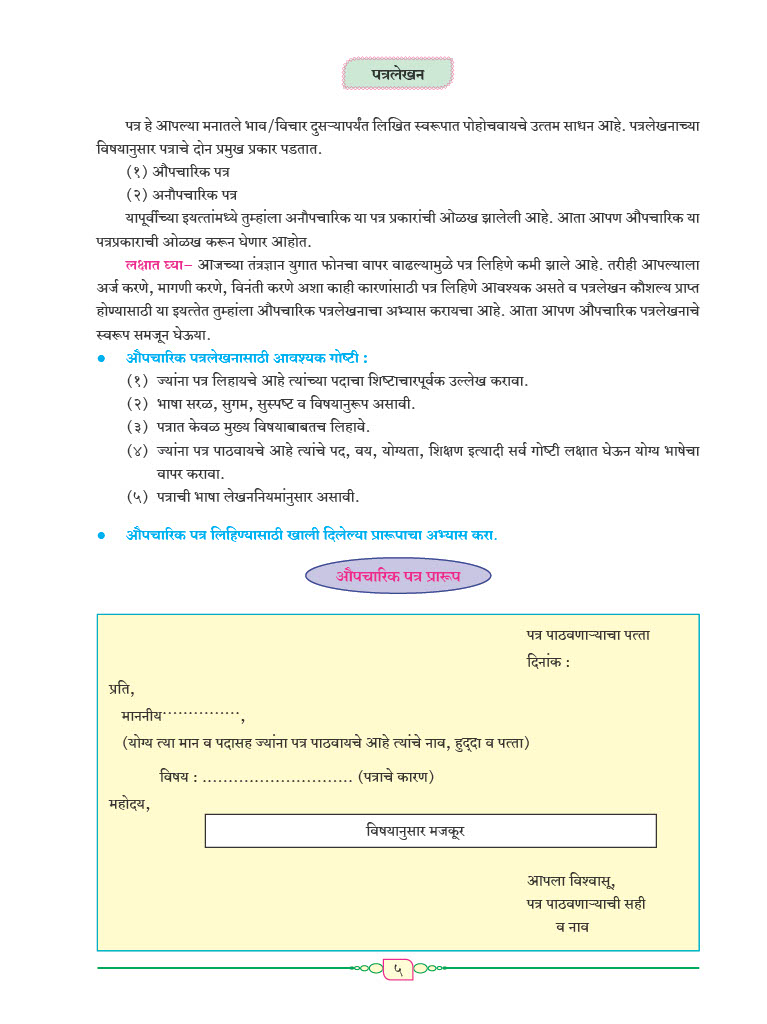 पत्रलेखन
पत्र हे आपल्या मनातले भाव/विचार दुसऱ्यापर्यंत लिखित स्वरूपात पोहोचवायचे उत्तम साधन आहे. पत्रलेखनाच्या
विषयानुसार पत्राचे दोन प्रमुख प्रकार पडतात.
(१) औपचारिक पत्र
(२) अनौपचारिक पत्र
यापूर्वीच्या इयत्तांमध्ये तुम्हांला अनौपचारिक या पत्र प्रकारांची ओळख झालेली आहे. आता आपण औपचारिक या
पत्रप्रकाराची ओळख करून घेणार आहोत.
लक्षात घ्या– आजच्या तंत्रज्ञान युगात फोनचा वापर वाढल्यामुळे पत्र लिहिणे कमी झाले आहे. तरीही आपल्याला
अर्ज करणे, मागणी करणे, विनंती करणे अशा काही कारणांसाठी पत्र लिहिणे आवश्यक असते व पत्रलेखन कौशल्य प्राप्त
होण्यासाठी या इयत्तेत तुम्हांला औपचारिक पत्रलेखनाचा अभ्यास करायचा आहे. आता आपण औपचारिक पत्रलेखनाचे
स्वरूप समजून घेऊया.
● औपचारिक पत्रलेखनासाठी आवश्यक गोष्टी :
(१) ज्यांना पत्र लिहायचे आहे त्यांच्या पदाचा शिष्टाचारपूर्वक उल्लेख करावा.
(२) भाषा सरळ, सुगम, सुस्पष्ट व विषयानुरूप असावी.
(३) पत्रात केवळ मुख्य विषयाबाबतच लिहावे.
(४) ज्यांना पत्र पाठवायचे आहे त्यांचे पद, वय, योग्यता, शिक्षण इत्यादी सर्व गोष्टी लक्षात घेऊन योग्य भाषेचा
वापर करावा.
(५) पत्राची भाषा लेखननियमांनुसार असावी.
● औपचारिक पत्र लिहिण्यासाठी खाली दिलेल्या प्रारूपाचा अभ्यास करा.
औपचारिक पत्र प्रारूप
पत्र पाठवणाऱ्याचा पत्ता
दिनांक :
प्रति,
माननीय...............,
(योग्य त्या मान व पदासह ज्यांना पत्र पाठवायचे आहे त्यांचे नाव, हुद्‌दा व पत्ता)
विषय : ............................. (पत्राचे कारण)
महोदय,
विषयानुसार मजकूर
आपला विश्वासू,
पत्र पाठवणाऱ्याची सही
व नाव
५